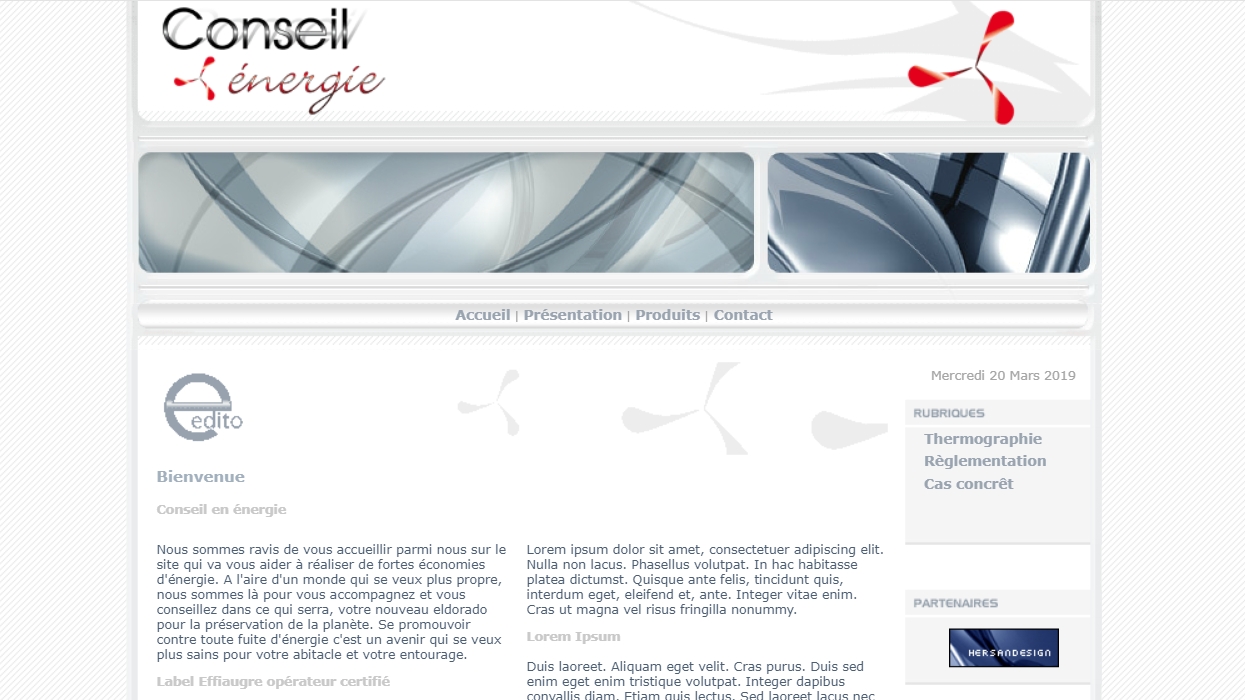 Conseil
énergie
Accueil | Présentation | Produits | Contact
edito
Bienvenue
Conseil en énergie
Nous sommes ravis de vous accueillir parmi nous sur le
site qui va vous aider à réaliser de fortes économies
d'énergie. A l'aire d'un monde qui se veux plus propre,
nous sommes là pour vous accompagnez et vous
conseillez dans ce qui serra, votre nouveau eldorado
pour la préservation de la planète. Se promouvoir
contre toute fuite d'énergie c'est un avenir qui se veux
plus sains pour votre abitacle et votre entourage.
Label Effiaugre opérateur certifié
Lorem ipsum dolor sit amet, consectetuer adipiscing elit.
Nulla non lacus. Phasellus volutpat. In hac habitasse
platea dictumst. Quisque ante felis, tincidunt quis,
interdum eget, eleifend et, ante. Integer vitae enim.
Cras ut magna vel risus fringilla nonummy.
Lorem Ipsum
Duis laoreet. Aliquam eget velit. Cras purus. Duis sed
enim eget enim tristique volutpat. Integer dapibus
convallis diam. Etiam quis lectus. Sed laoreet lacus nec
Mercredi 20 Mars 2019
RUBRIQUES
Thermographie
Règlementation
Cas concrêt
PARTENAIRES
HERSANDESIGN